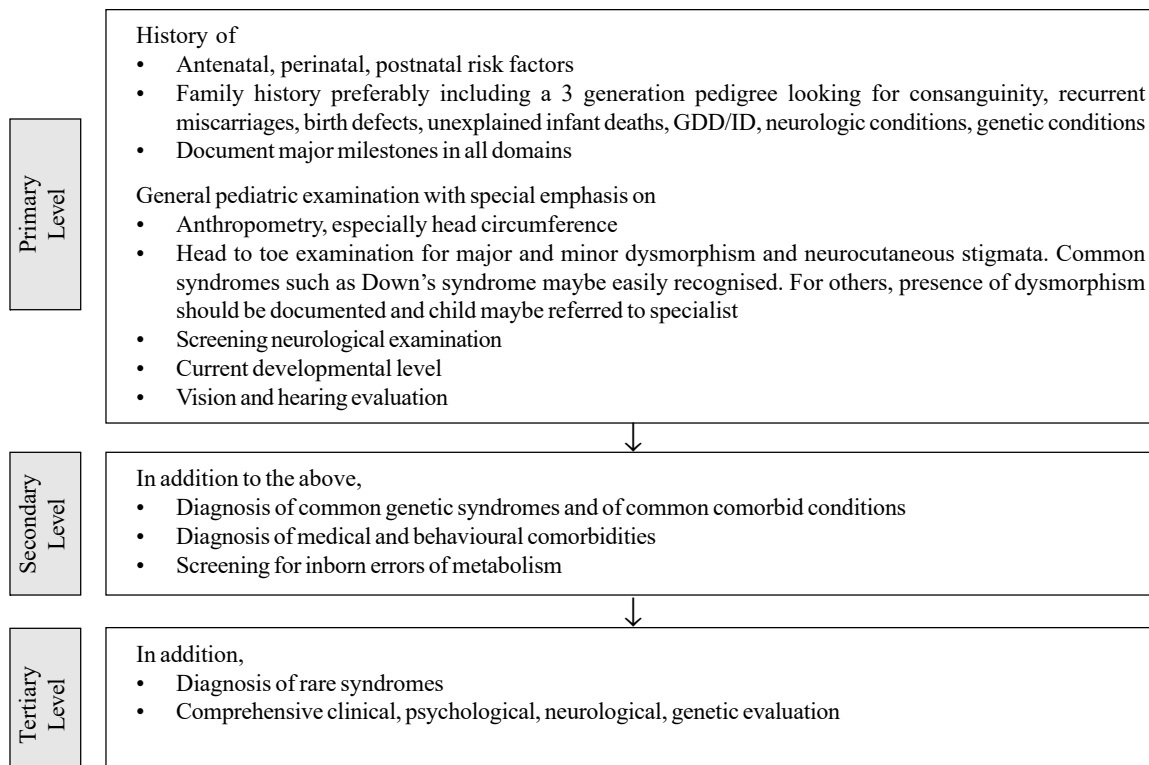 Primary
Level
History of
• Antenatal, perinatal, postnatal risk factors
• Family history preferably including a 3 generation pedigree looking for consanguinity, recurrent
miscarriages, birth defects, unexplained infant deaths, GDD/ID, neurologic conditions, genetic conditions
• Document major milestones in all domains
General pediatric examination with special emphasis on
• Anthropometry, especially head circumference
• Head to toe examination for major and minor dysmorphism and neurocutaneous stigmata. Common
syndromes such as Down’s syndrome maybe easily recognised. For others, presence of dysmorphism
should be documented and child maybe referred to specialist
• Screening neurological examination
• Current developmental level
• Vision and hearing evaluation
Secondary
Level
In addition to the above,
• Diagnosis of common genetic syndromes and of common comorbid conditions
• Diagnosis of medical and behavioural comorbidities
• Screening for inborn errors of metabolism
Tertiary
Level
In addition,
• Diagnosis of rare syndromes
• Comprehensive clinical, psychological, neurological, genetic evaluation